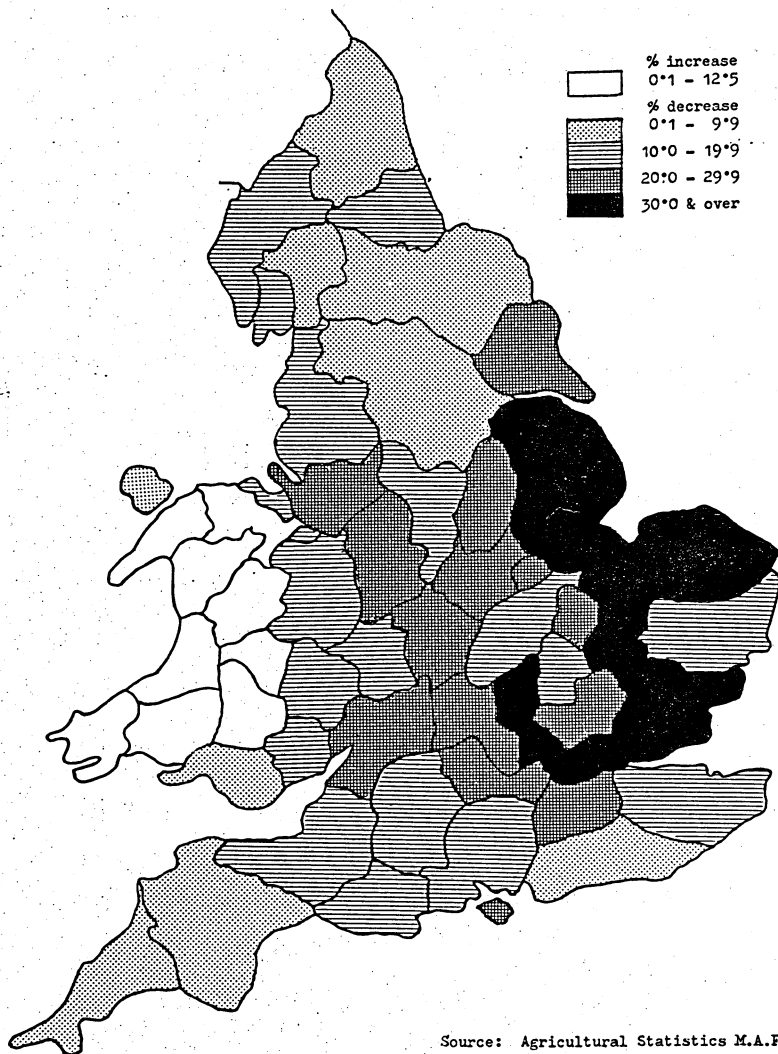 % increase
0·1 - 12·5
% decrease
0·1 - 9·9
10·0 - 19·9
20·0 - 29·9
30·0 & over
Source: Agricultural Statistics M.A.F